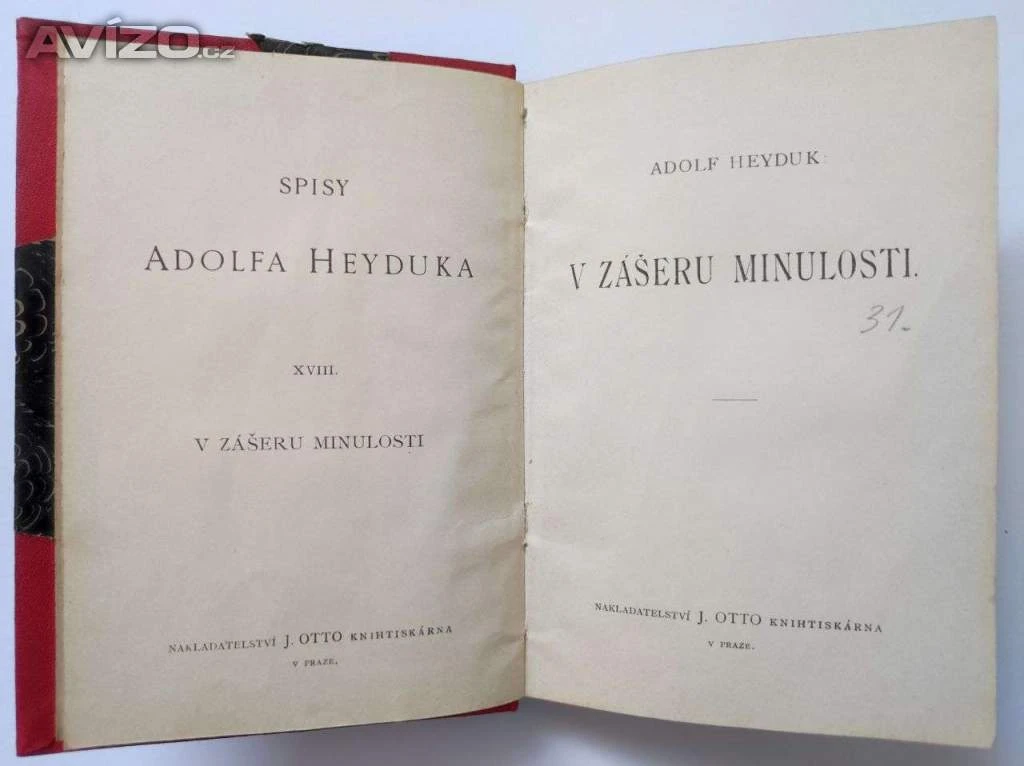 AVÍZO.cz
SPISY
ADOLFA HEYDUKA
XVIII.
V ZÁŠERU MINULOSTI
NAKLADATELSTVÍ J. OTTO KNIHTISKÁRNA
V PRAZE.
ADOLF HEYDUK:
V ZÁŠERU MINULOSTI.
31.
NAKLADATELSTVÍ J. OTTO KNIHTISKÁRNA
V PRAZE.